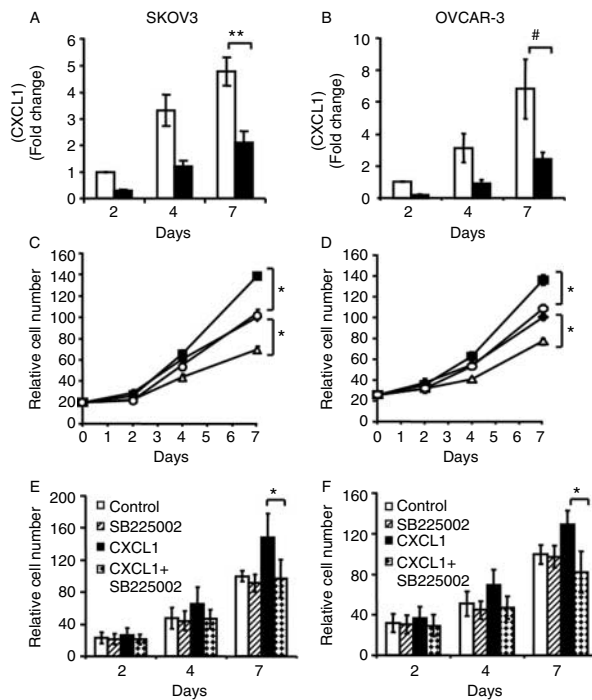 A SKOV3
B OVCAR-3
(CXCL1)
(Fold change)
6
5
4
3
2
1
0
**
2 4 7
Days
(CXCL1)
(Fold change)
10
8
6
4
2
0
#
2 4 7
Days
C
Relative cell number
160
140
120
100
80
60
40
20
0
*
*
0 1 2 3 4 5 6 7
Days
D
Relative cell number
160
140
120
100
80
60
40
20
0
*
*
0 1 2 3 4 5 6 7
Days
E
Relative cell number
200
160
120
80
40
0
Control
SB225002
CXCL1
CXCL1+
SB225002
*
2 4 7
Days
F
Relative cell number
160
120
80
40
0
Control
SB225002
CXCL1
CXCL1+
SB225002
*
2 4 7
Days